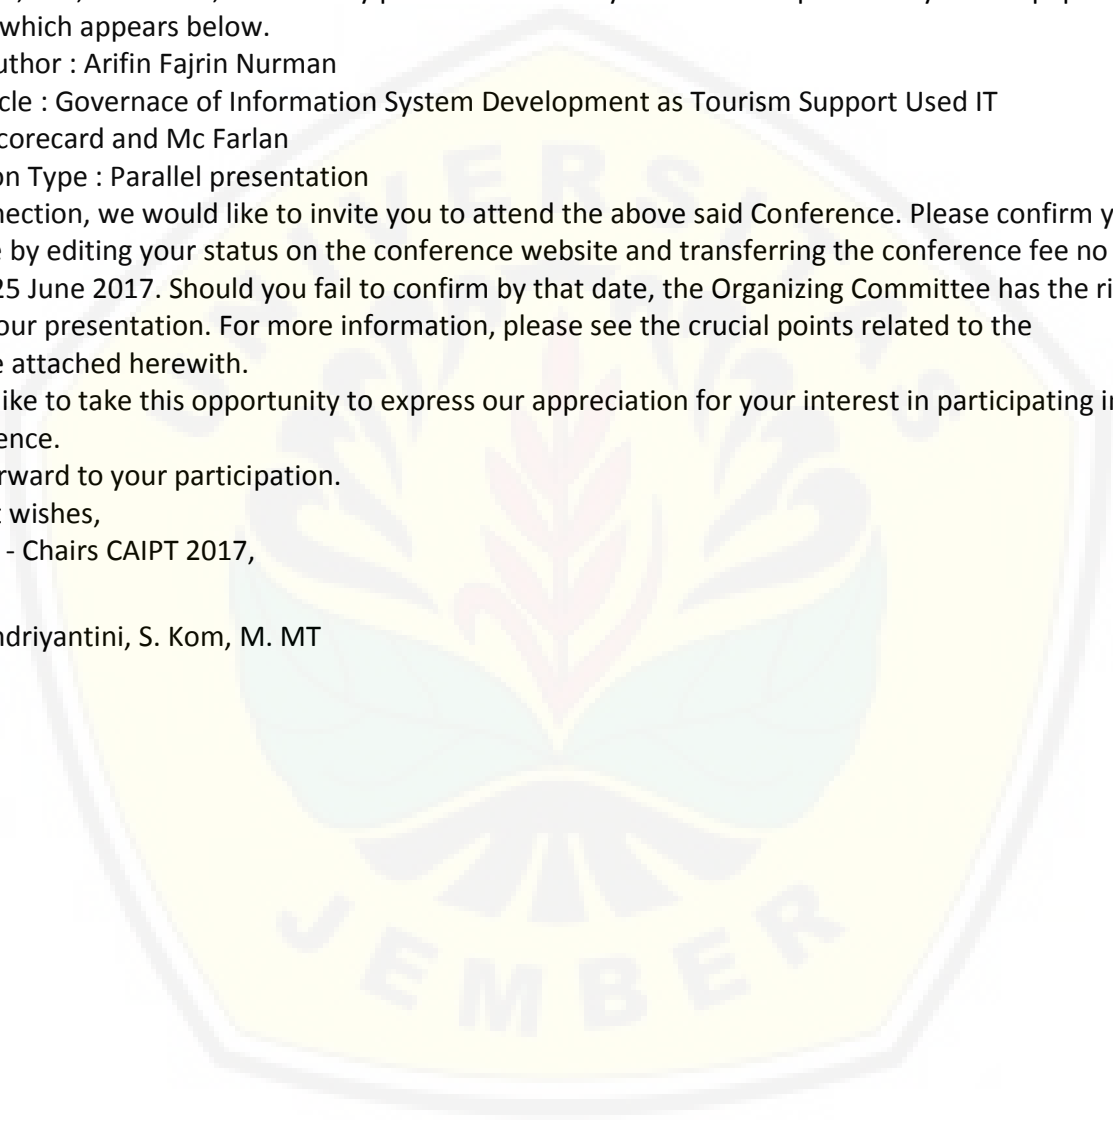 which appears below.
uthor : Arifin Fajrin Nurman
cle : Governace of Information System Development as Tourism Support Used IT
corecard and Mc Farlan
on Type : Parallel presentation
nection, we would like to invite you to attend the above said Conference. Please confirm y
e by editing your status on the conference website and transferring the conference fee no
25 June 2017. Should you fail to confirm by that date, the Organizing Committee has the ri
our presentation. For more information, please see the crucial points related to the
e attached herewith.
like to take this opportunity to express our appreciation for your interest in participating in
ence.
rward to your participation.
t wishes,
- Chairs CAIPT 2017,
ndriyantini, S. Kom, M. MT
UNIVERSITAS
JEMBER